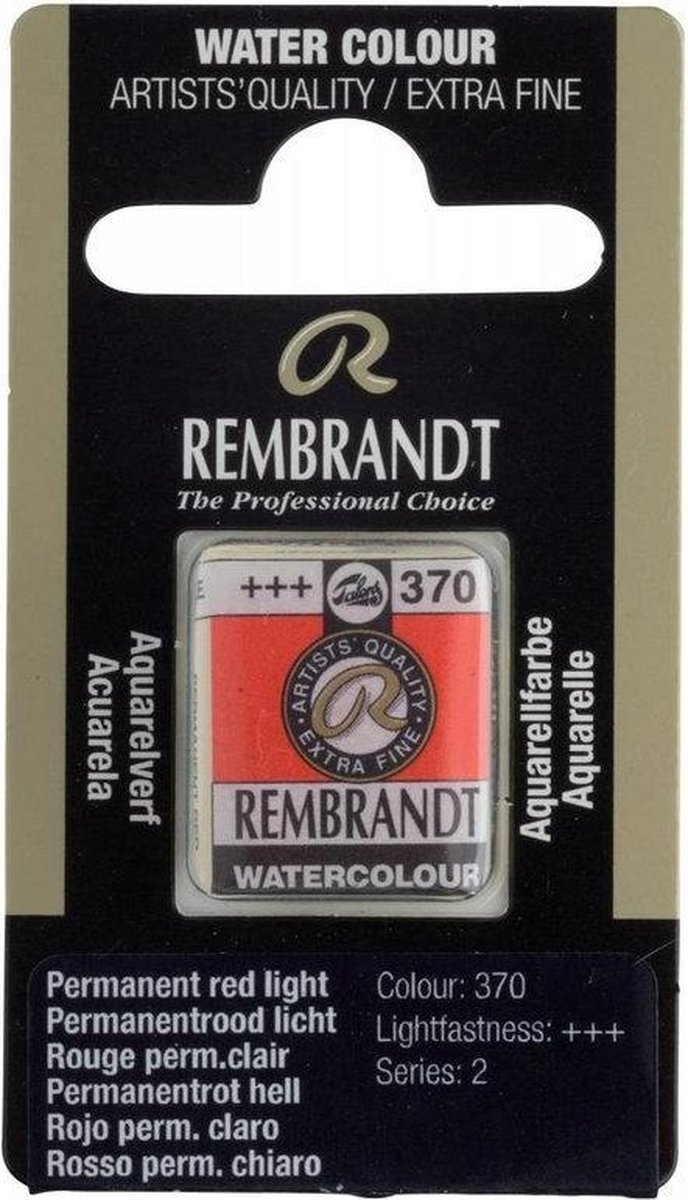 WATER COLOUR
ARTISTS'QUALITY / EXTRA FINE
R
REMBRANDT
The Professional Choice
+++ Talens 370
ARTISTS' QUALITY
R
EXTRA FINE
REMBRANDT
WATERCOLOUR
Aquarelverf
Acuarela
Aquarellfarbe
Aquarelle
Permanent red light
Permanentrood licht
Rouge perm.clair
Permanentrot hell
Rojo perm. claro
Rosso perm. chiaro
Colour: 370
Lightfastness: +++
Series: 2